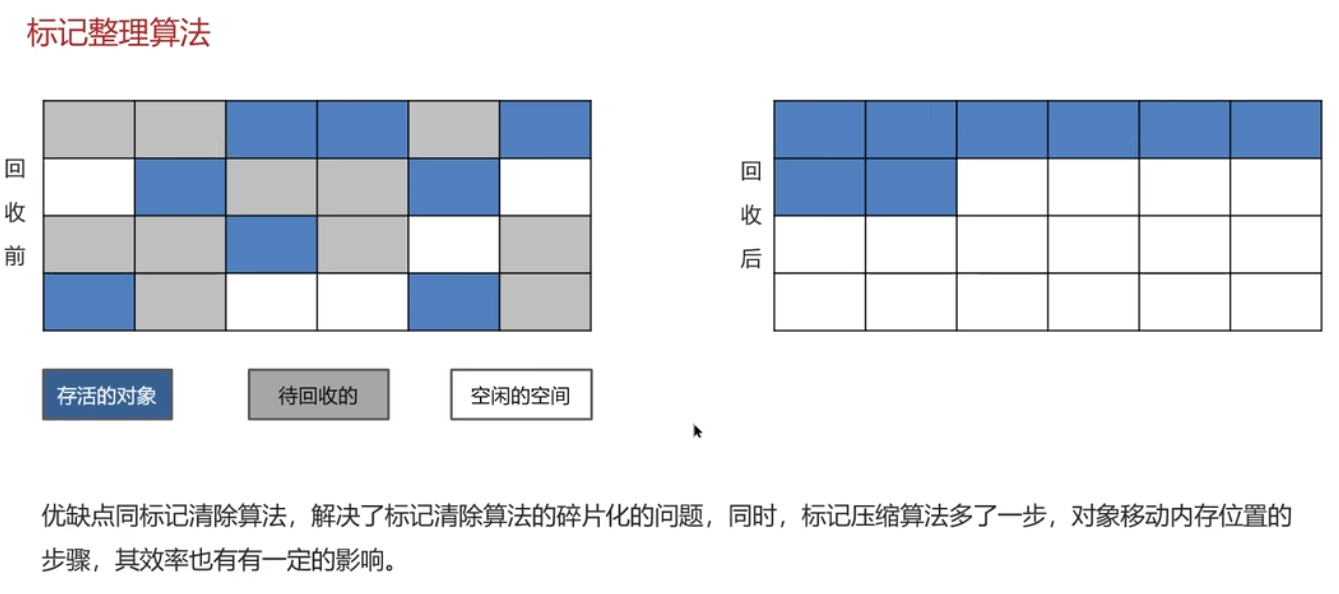 标记整理算法
回收前
回收后
存活的对象
待回收的
空闲的空间
优缺点同标记清除算法，解决了标记清除算法的碎片化的问题，同时，标记压缩算法多了一步，对象移动内存位置的
步骤，其效率也有有一定的影响。